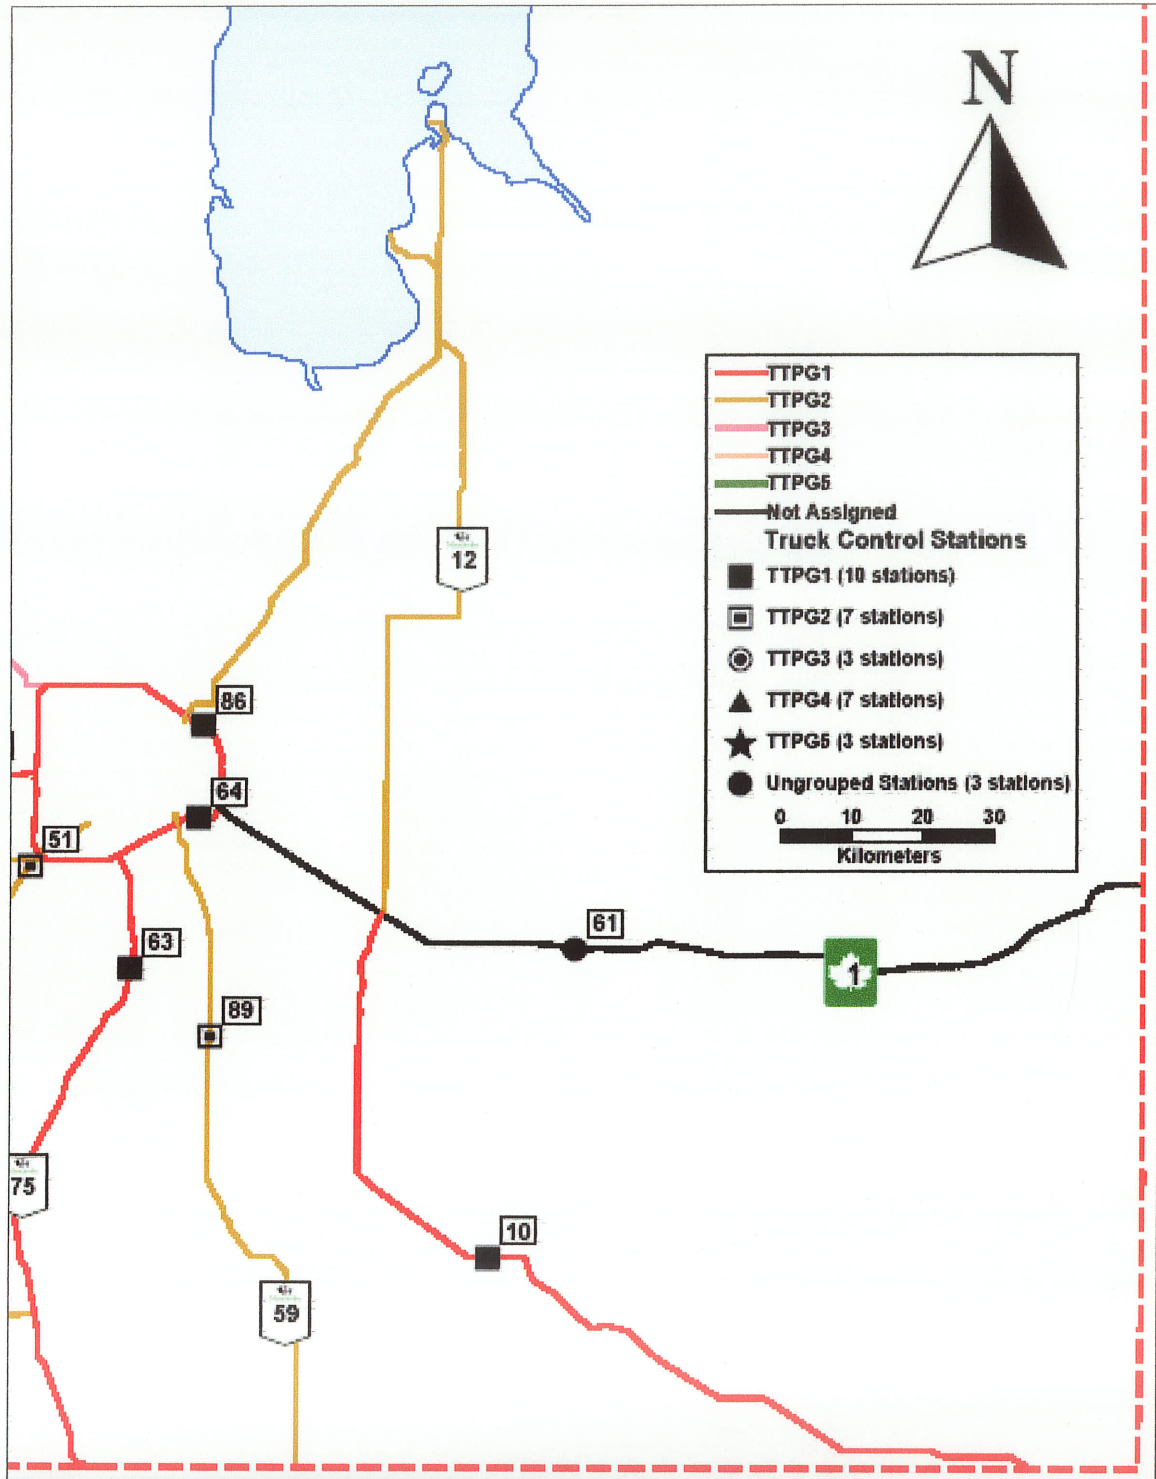 N
TTPG1
TTPG2
TTPG3
TTPG4
TTPG5
Not Assigned
Truck Control Stations
TTPG1 (10 stations)
12
TTPG2 (7 stations)
TTPG3 (3 stations)
86
TTPG4 (7 stations)
TTPG5 (3 stations)
64
Ungrouped Stations (3 stations)
0 10 20 30
51
Kilometers
63
61
1
89
75
10
59